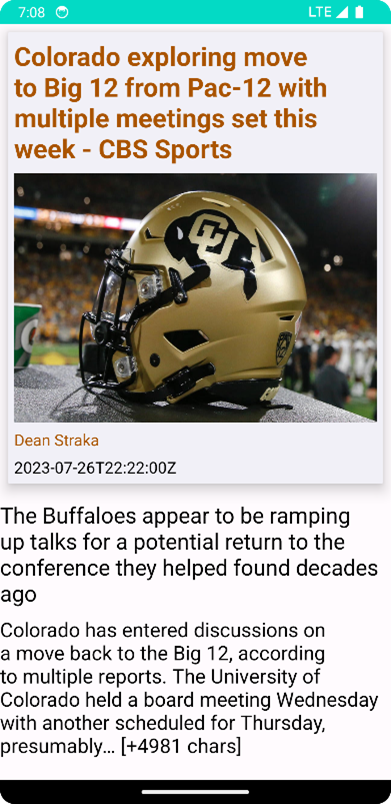 7:08
LTE
Colorado exploring move
to Big 12 from Pac-12 with
multiple meetings set this
week - CBS Sports
CU
Dean Straka
2023-07-26T22:22:00Z
The Buffaloes appear to be ramping
up talks for a potential return to the
conference they helped found decades
ago
Colorado has entered discussions on
a move back to the Big 12, according
to multiple reports. The University of
Colorado held a board meeting Wednesday
with another scheduled for Thursday,
presumably… [+4981 chars]